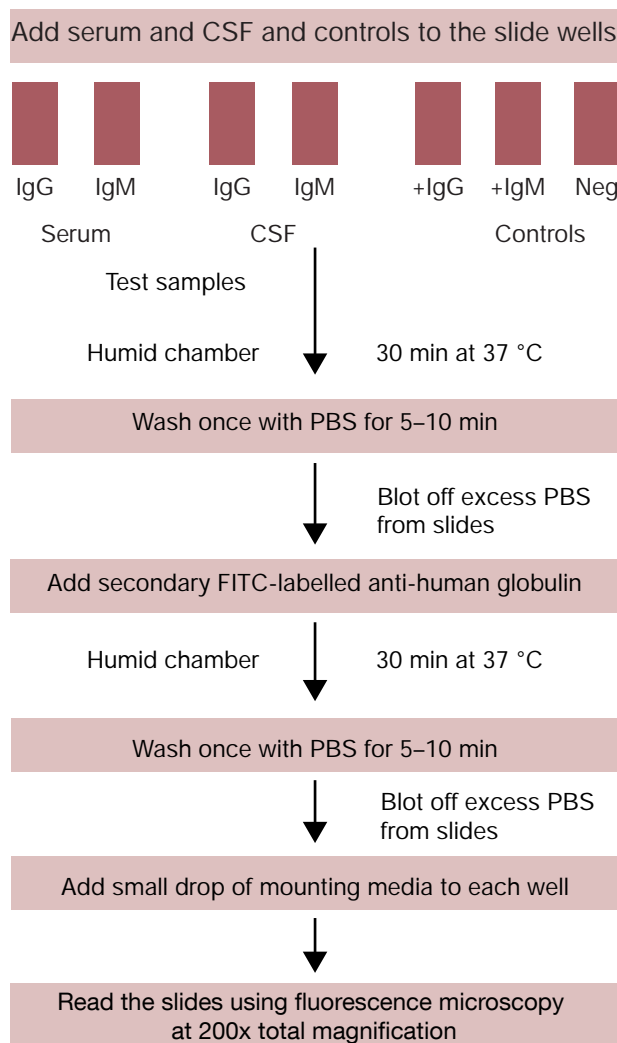 Add serum and CSF and controls to the slide wells
IgG IgM IgG IgM +IgG +IgM Neg
Serum CSF Controls
Test samples
Humid chamber 30 min at 37 °C
Wash once with PBS for 5–10 min
Blot off excess PBS
from slides
Add secondary FITC-labelled anti-human globulin
Humid chamber 30 min at 37 °C
Wash once with PBS for 5–10 min
Blot off excess PBS
from slides
Add small drop of mounting media to each well
Read the slides using fluorescence microscopy
at 200x total magnification